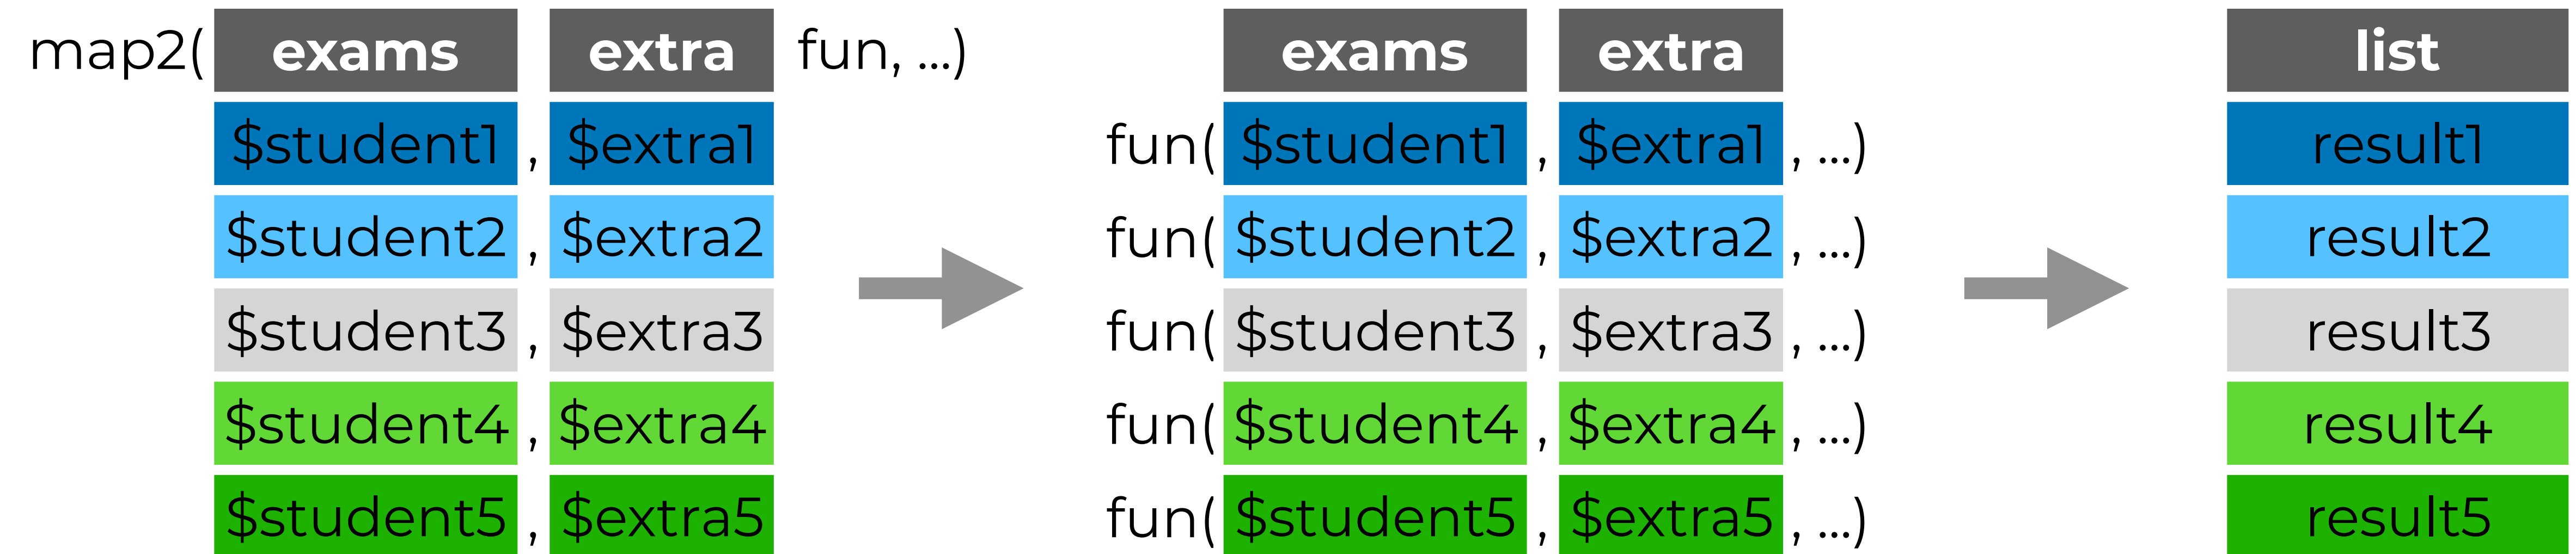 map2( exams extra fun, ...) exams extra list
$student1 , $extra1 fun( $student1 , $extra1 , ...) result1
$student2 , $extra2 fun( $student2 , $extra2 , ...) result2
$student3 , $extra3 fun( $student3 , $extra3 , ...) result3
$student4 , $extra4 fun( $student4 , $extra4 , ...) result4
$student5 , $extra5 fun( $student5 , $extra5 , ...) result5